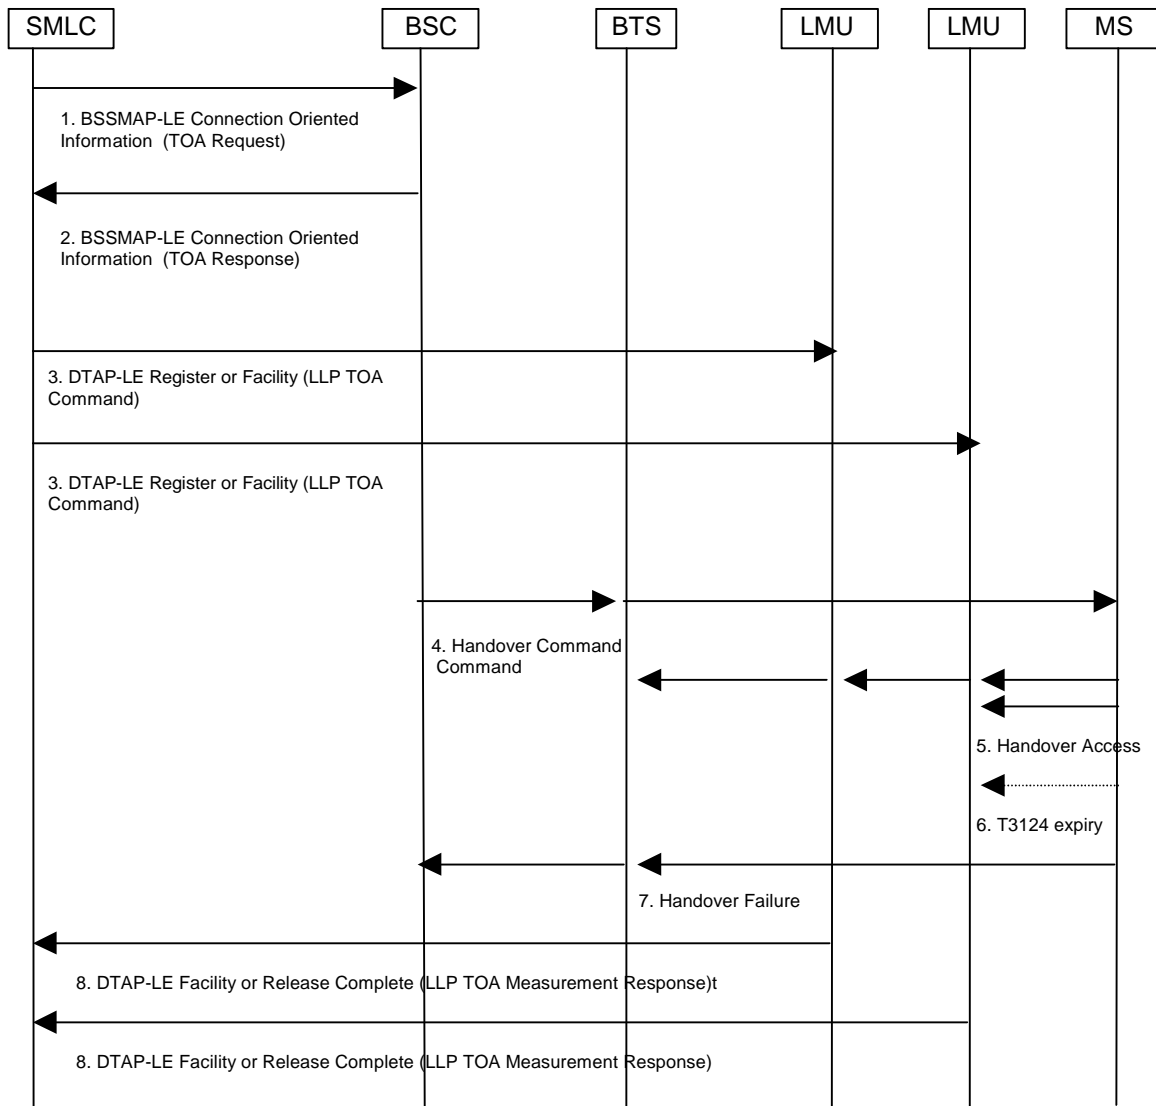 SMLC
BSC
BTS
LMU
LMU
MS
1. BSSMAP-LE Connection Oriented
Information (TOA Request)
2. BSSMAP-LE Connection Oriented
Information (TOA Response)
3. DTAP-LE Register or Facility (LLP TOA
Command)
3. DTAP-LE Register or Facility (LLP TOA
Command)
4. Handover Command
Command
5. Handover Access
6. T3124 expiry
7. Handover Failure
8. DTAP-LE Facility or Release Complete (LLP TOA Measurement Response)t
8. DTAP-LE Facility or Release Complete (LLP TOA Measurement Response)